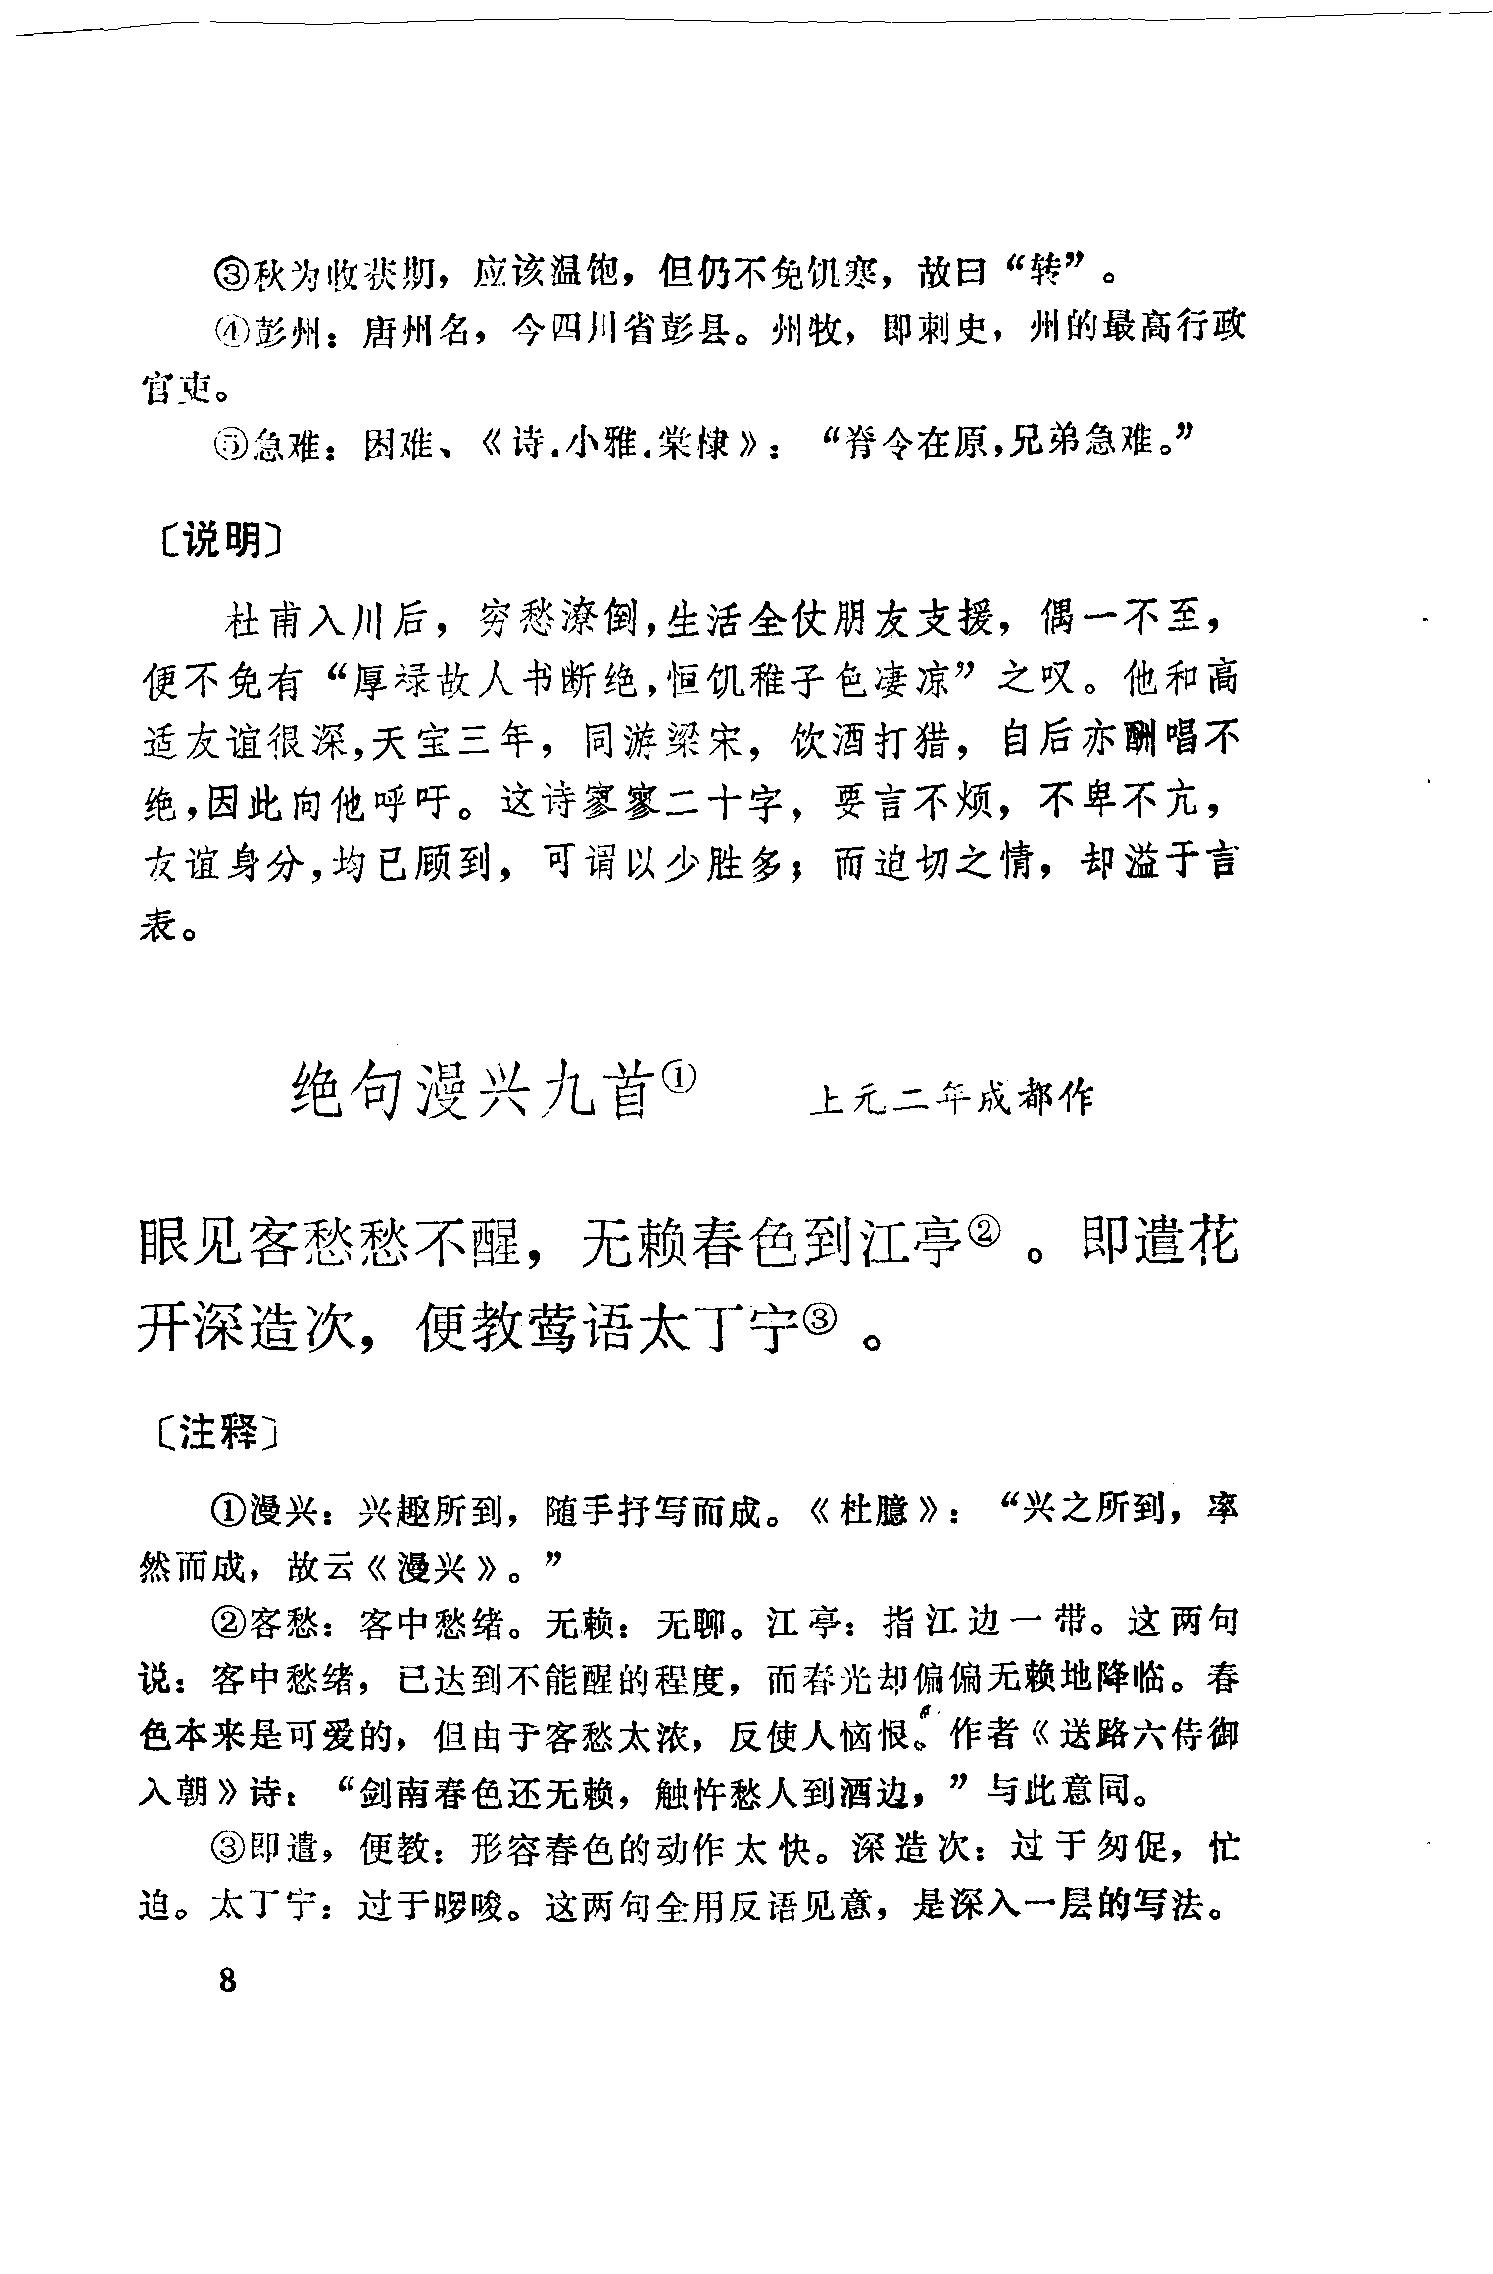 ③秋为收获期，应该温饱，但仍不免饥寒，故曰“转”。
④彭州：唐州名，今四川省彭县。州牧，即刺史，州的最高行政
官吏。
⑤急难：困难、《诗.小雅.棠棣》：“脊令在原，兄弟急难。”
〔说明〕
杜甫入川后，穷愁潦倒，生活全仗朋友支援，偶一不至，
便不免有“厚禄故人书断绝，恒饥稚子色凄凉”之叹。他和高
适友谊很深，天宝三年，同游梁宋，饮酒打猎，自后亦酬唱不
绝，因此向他呼吁。这诗寥寥二十字，要言不烦，不卑不亢，
友谊身分，均已顾到，可谓以少胜多；而迫切之情，却溢于言
表。
绝句漫兴九首① 上元二年成都作
眼见客愁愁不醒，无赖春色到江亭②。即遣花
开深造次，便教莺语太丁宁③。
〔注释〕
①漫兴：兴趣所到，随手抒写而成。《杜臆》：“兴之所到，率
然而成，故云《漫兴》。”
②客愁：客中愁绪。无赖：无聊。江亭：指江边一带。这两句
说：客中愁绪，已达到不能醒的程度，而春光却偏偏无赖地降临。春
色本来是可爱的，但由于客愁太浓，反使人恼恨。作者《送路六侍御
入朝》诗：“剑南春色还无赖，触忤愁人到酒边，”与此意同。
③即遣，便教：形容春色的动作太快。深造次：过于匆促，忙
迫。太丁宁：过于啰唆。这两句全用反语见意，是深入一层的写法。
8